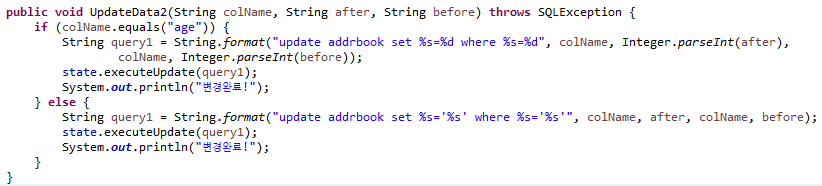 public void UpdateData2(String colName, String after, String before) throws SQLException {
    if (colName.equals("age")) {
        String query1 = String.format("update addrbook set %s=%d where %s=%d", colName, Integer.parseInt(after),
                colName, Integer.parseInt(before));
        state.executeUpdate(query1);
        System.out.println("변경완료!");
    } else {
        String query1 = String.format("update addrbook set %s='%s' where %s='%s'", colName, after, colName, before);
        state.executeUpdate(query1);
        System.out.println("변경완료!");
    }
}